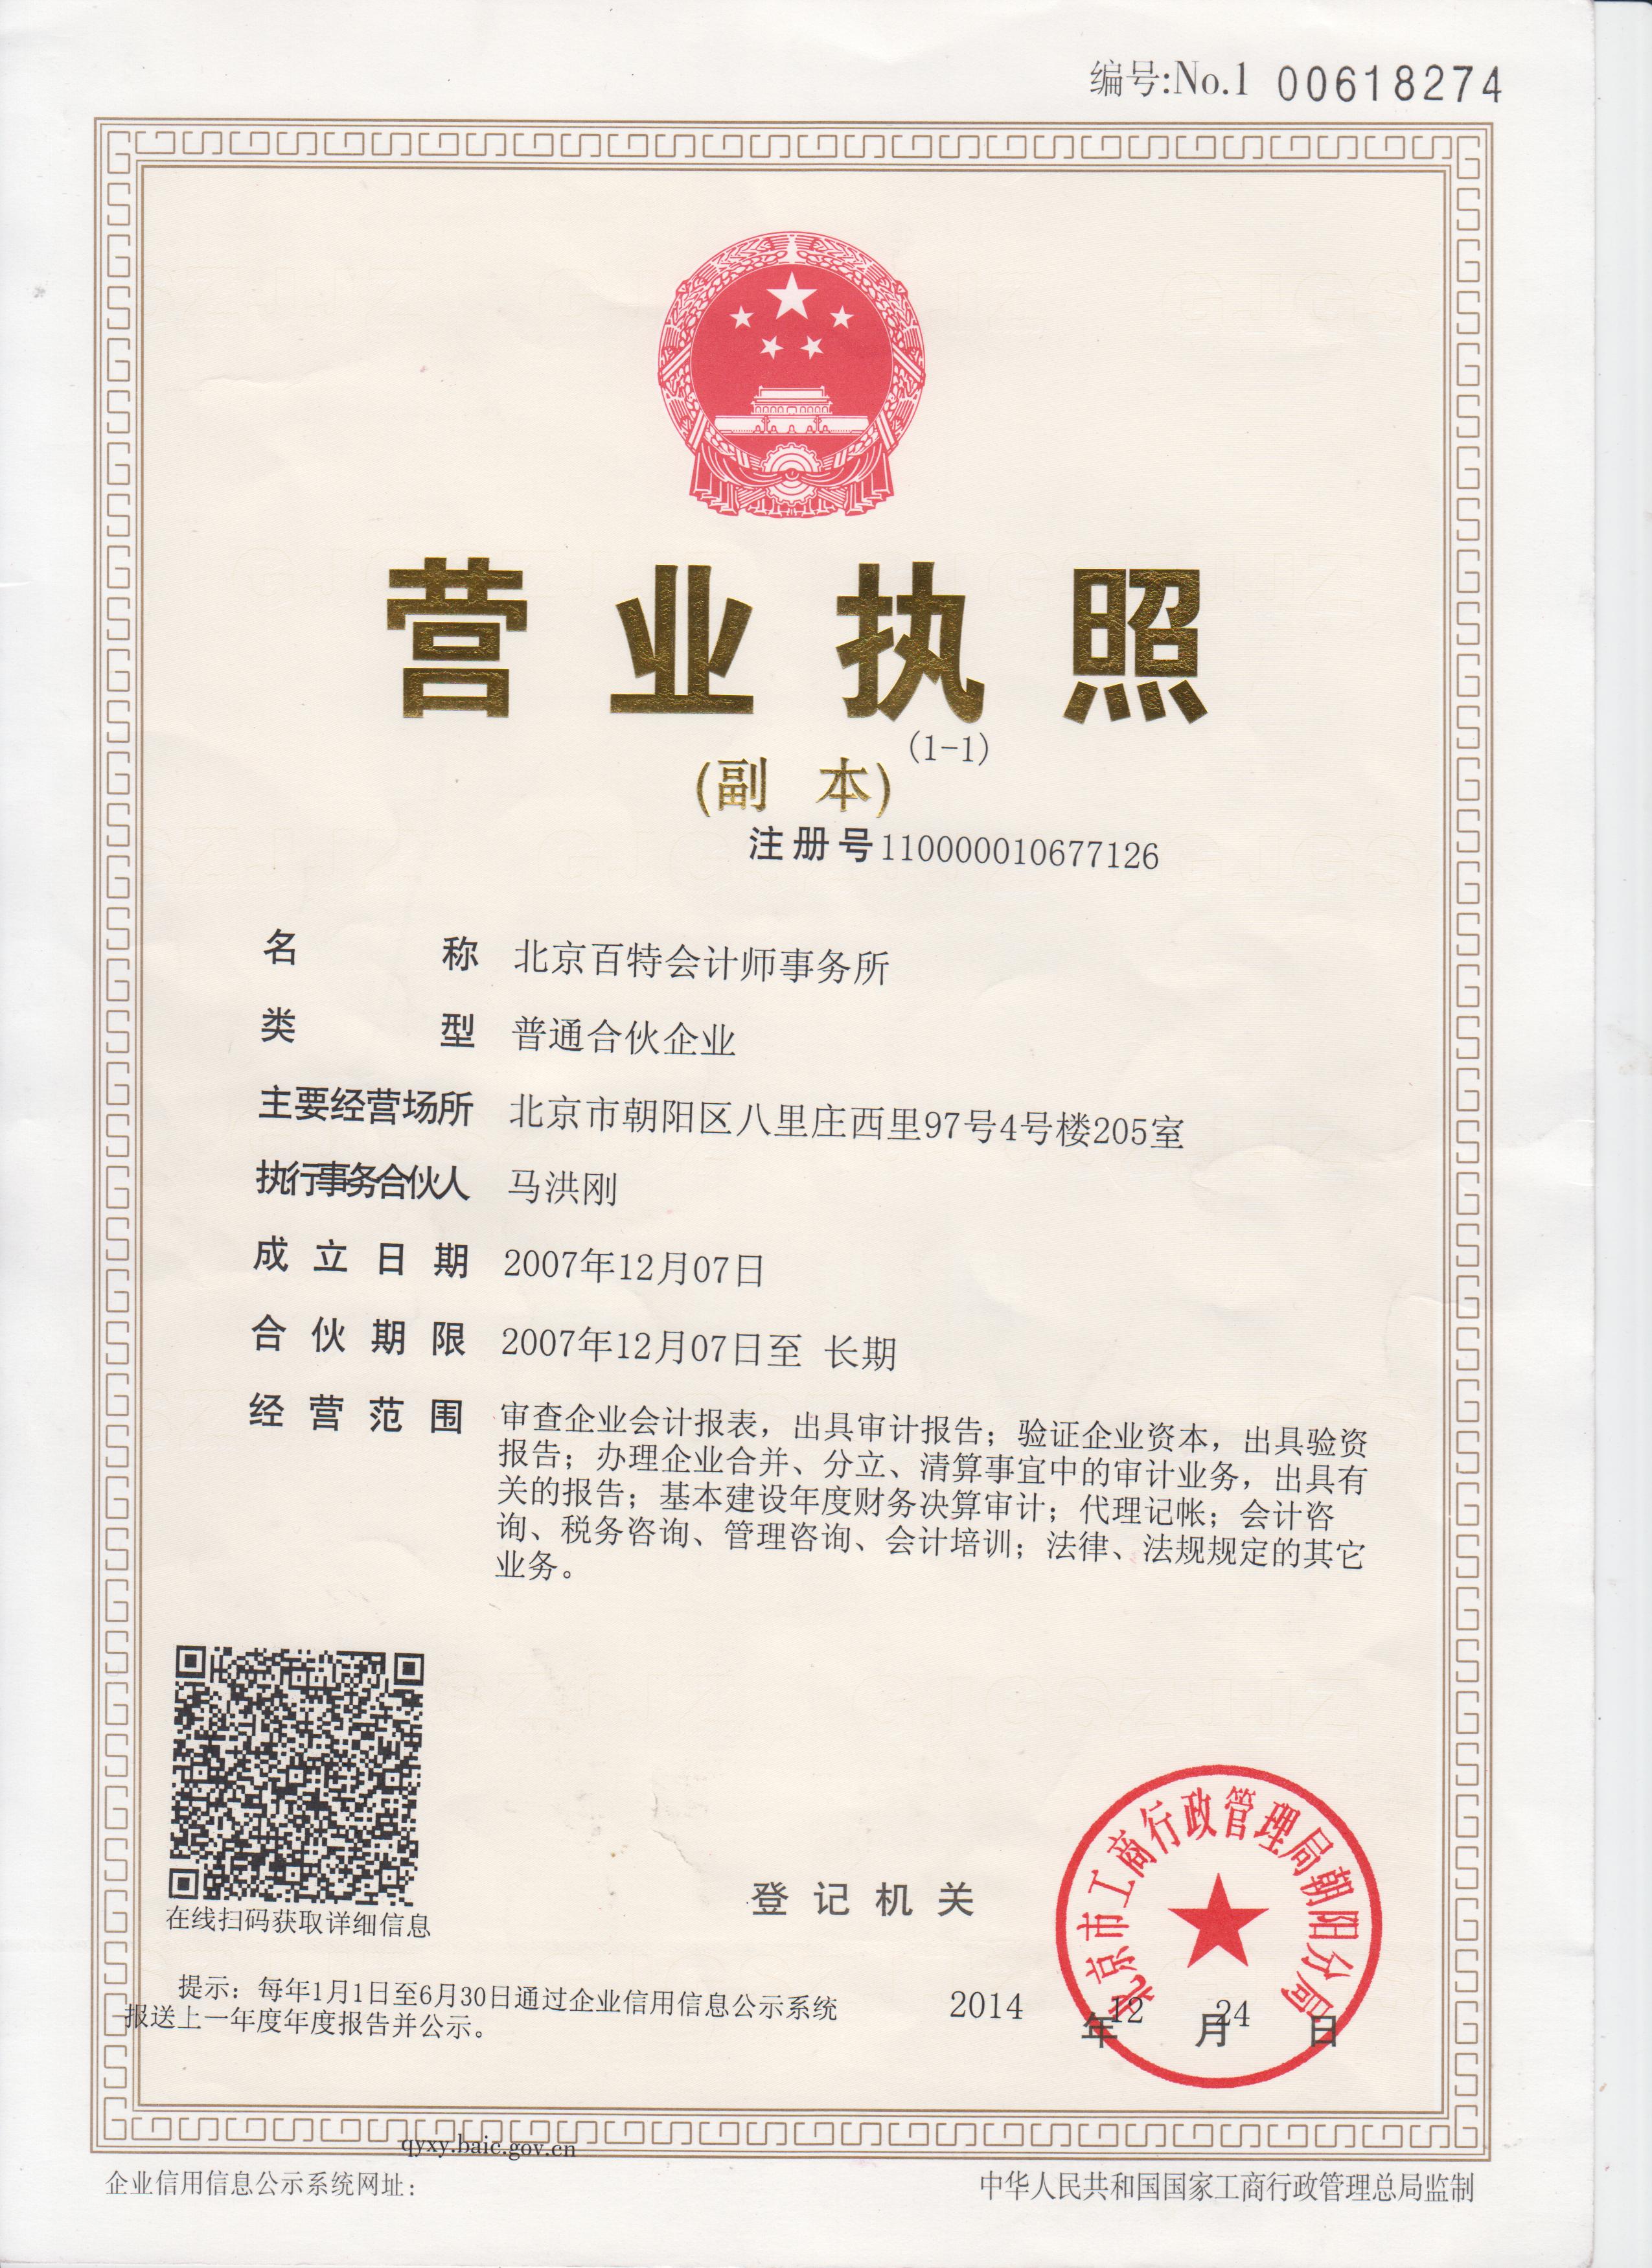 编号:No.1 00618274
营业执照
(副 本)(1-1)
注册号110000010677126
名 称 北京百特会计师事务所
类 型 普通合伙企业
主要经营场所 北京市朝阳区八里庄西里97号4号楼205室
执行事务合伙人 马洪刚
成立日期 2007年12月07日
合伙期限 2007年12月07日至 长期
经营范围 审查企业会计报表，出具审计报告；验证企业资本，出具验资
报告；办理企业合并、分立、清算事宜中的审计业务，出具有
关的报告；基本建设年度财务决算审计；代理记帐；会计咨
询、税务咨询、管理咨询、会计培训；法律、法规规定的其它
业务。
在线扫码获取详细信息
登记机关
北京市工商行政管理局朝阳分局
提示：每年1月1日至6月30日通过企业信用信息公示系统
报送上一年度年度报告并公示。
2014年12月24日
qyxy.baic.gov.cn
企业信用信息公示系统网址：
中华人民共和国国家工商行政管理总局监制